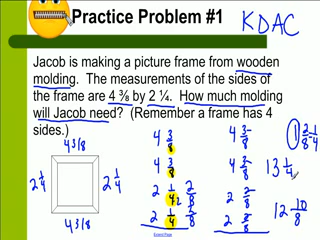 Practice Problem #1
KDAC
Jacob is making a picture frame from wooden
molding. The measurements of the sides of
the frame are 4 ⅜ by 2 ¼. How much molding
will Jacob need? (Remember a frame has 4
sides.)
4 3/8
2 1/4
2 1/4
4 3/8
4 3/8
4 3/8
2 1/4 2/8
2 1/4 2/8
4 3/8
4 3/8
2 2/8
2 2/8
1 2/8 = 1/4
13 1/4
12 10/8